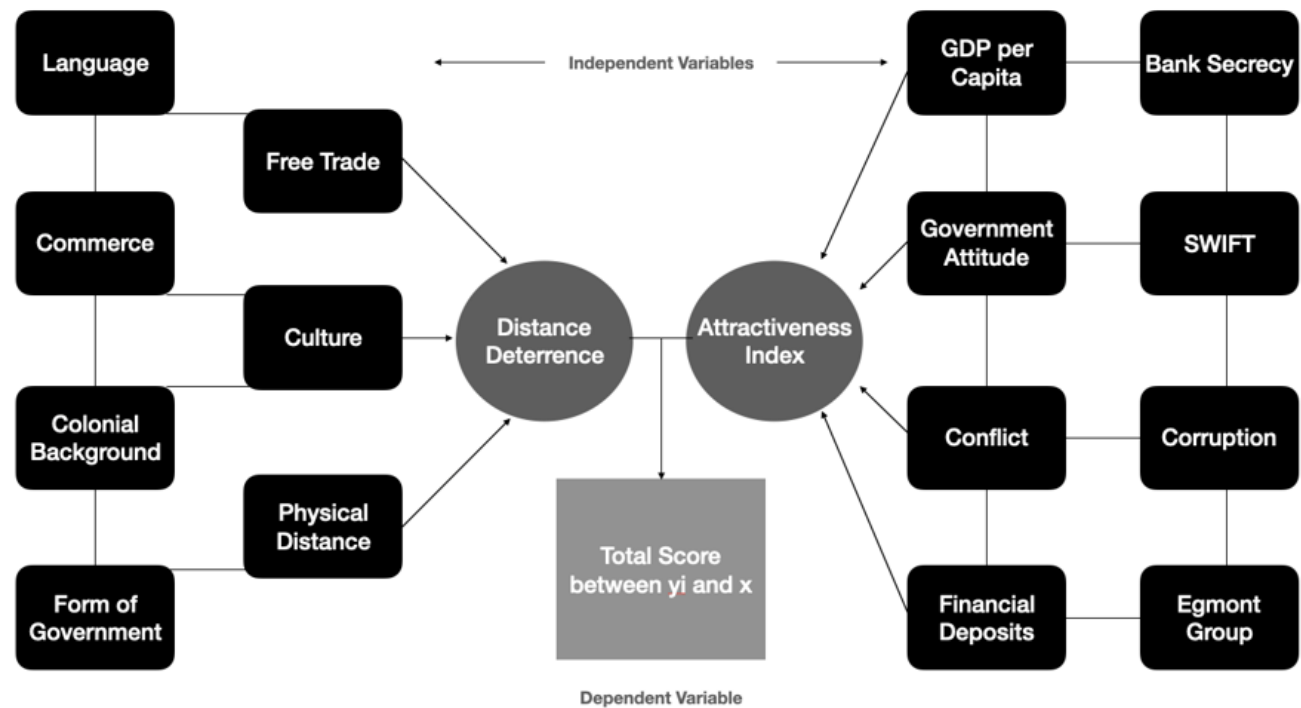 Language
Independent Variables
GDP per
Capita
Bank Secrecy
Free Trade
Commerce
Government
Attitude
SWIFT
Culture
Distance
Deterrence
Attractiveness
Index
Colonial
Background
Conflict
Corruption
Physical
Distance
Total Score
between yi and x
Form of
Government
Financial
Deposits
Egmont
Group
Dependent Variable